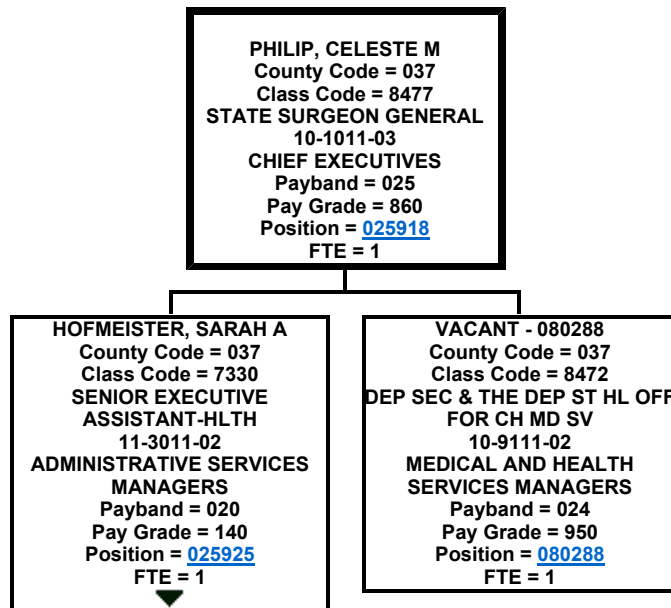 PHILIP, CELESTE M
County Code = 037
Class Code = 8477
STATE SURGEON GENERAL
10-1011-03
CHIEF EXECUTIVES
Payband = 025
Pay Grade = 860
Position = 025918
FTE = 1
HOFMEISTER, SARAH A
County Code = 037
Class Code = 7330
SENIOR EXECUTIVE
ASSISTANT-HLTH
11-3011-02
ADMINISTRATIVE SERVICES
MANAGERS
Payband = 020
Pay Grade = 140
Position = 025925
FTE = 1
VACANT - 080288
County Code = 037
Class Code = 8472
DEP SEC & THE DEP ST HL OFF
FOR CH MD SV
10-9111-02
MEDICAL AND HEALTH
SERVICES MANAGERS
Payband = 024
Pay Grade = 950
Position = 080288
FTE = 1